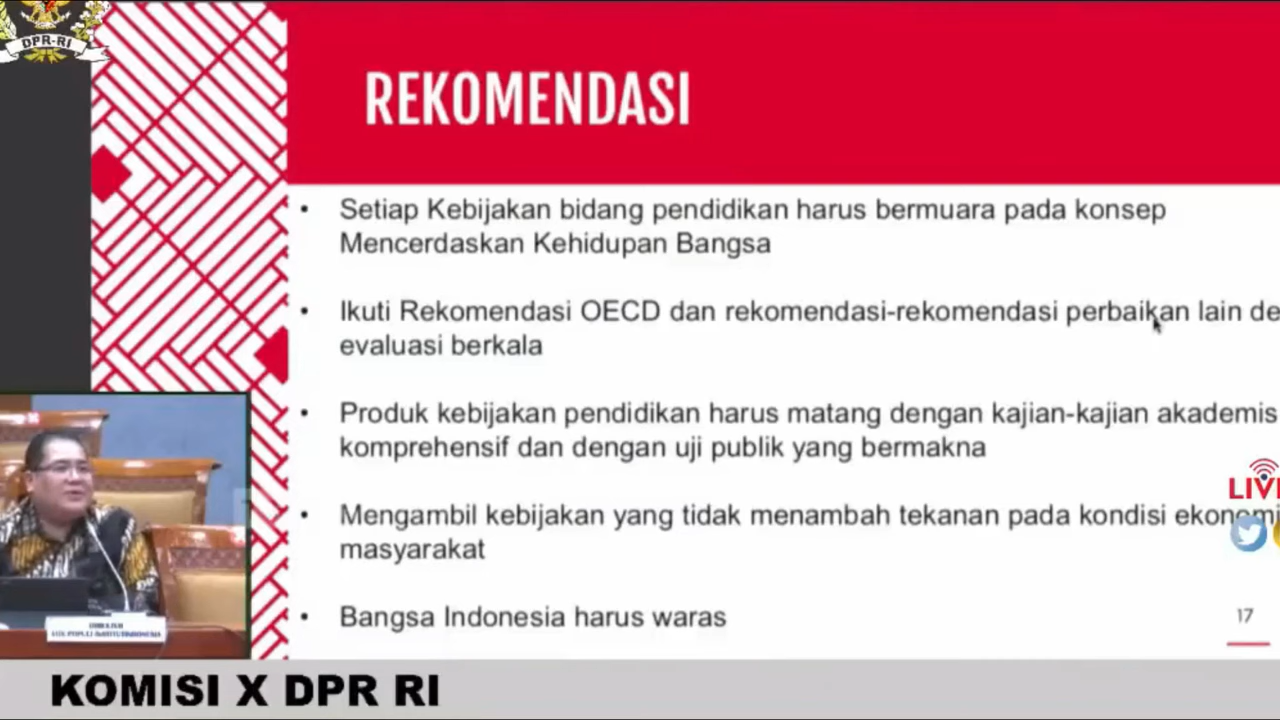 DPR-RI
REKOMENDASI
• Setiap Kebijakan bidang pendidikan harus bermuara pada konsep
Mencerdaskan Kehidupan Bangsa
• Ikuti Rekomendasi OECD dan rekomendasi-rekomendasi perbaikan lain de
evaluasi berkala
• Produk kebijakan pendidikan harus matang dengan kajian-kajian akademis
komprehensif dan dengan uji publik yang bermakna
• Mengambil kebijakan yang tidak menambah tekanan pada kondisi ekonomi
masyarakat
• Bangsa Indonesia harus waras
LIV
17
KOMISI X DPR RI